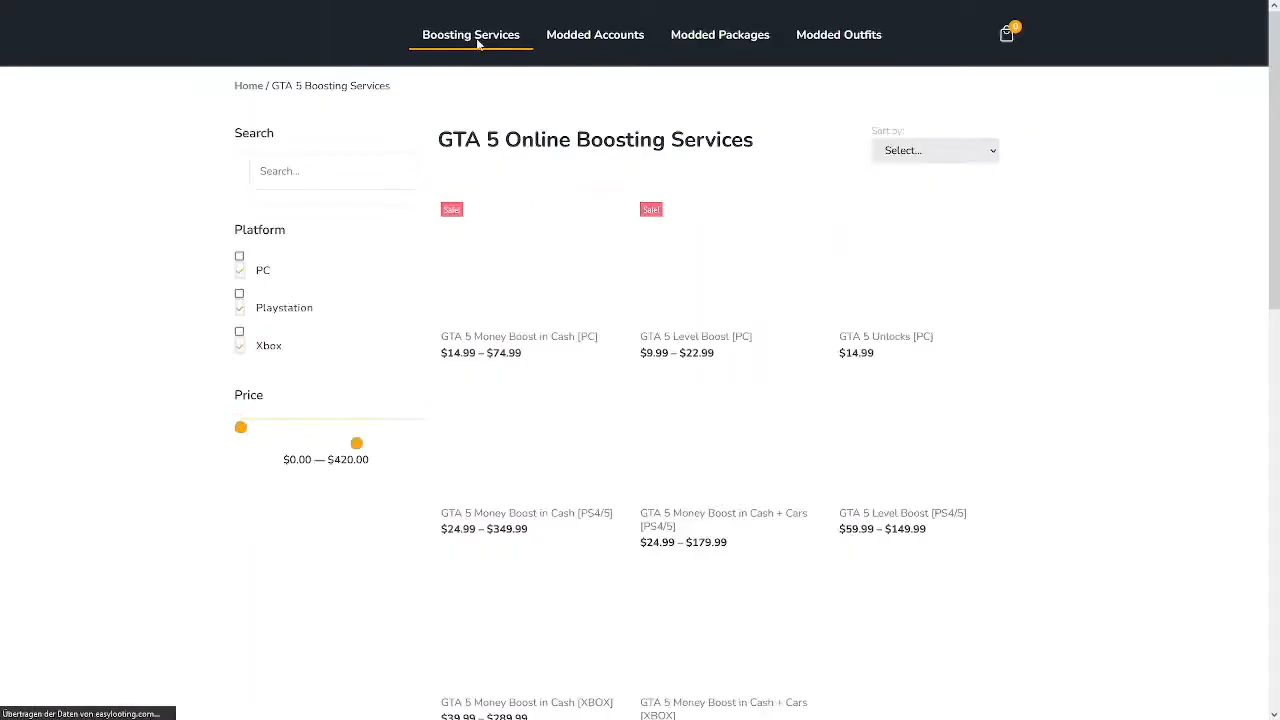 Boosting Services Modded Accounts Modded Packages Modded Outfits 0
Home / GTA 5 Boosting Services
Search
Search...
Platform
PC
Playstation
Xbox
Price
$0.00 — $420.00
GTA 5 Online Boosting Services
Sort by:
Select...
Sale!
Sale!
GTA 5 Money Boost in Cash [PC]
$14.99 – $74.99
GTA 5 Level Boost [PC]
$9.99 – $22.99
GTA 5 Unlocks [PC]
$14.99
GTA 5 Money Boost in Cash [PS4/5]
$24.99 – $349.99
GTA 5 Money Boost in Cash + Cars
[PS4/5]
$24.99 – $179.99
GTA 5 Level Boost [PS4/5]
$59.99 – $149.99
GTA 5 Money Boost in Cash [XBOX]
$39.99 – $289.99
GTA 5 Money Boost in Cash + Cars
[XBOX]
Übertragen der Daten von easylooting.com...